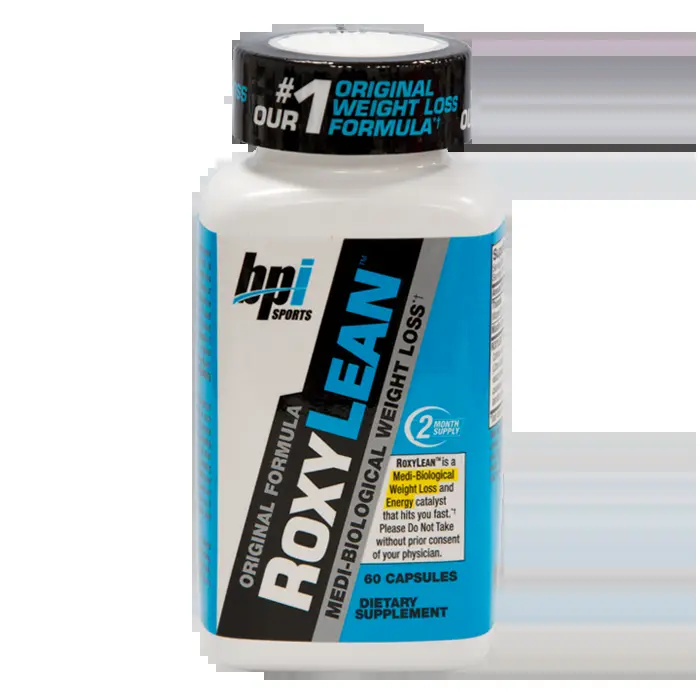 #1
OUR
ORIGINAL
WEIGHT LOSS
FORMULA*†
bpi
SPORTS
ORIGINAL FORMULA
ROXYLEAN™
MEDI-BIOLOGICAL WEIGHT LOSS*†
2 MONTH
SUPPLY
ROXYLEAN™ is a
Medi-Biological
Weight Loss and
Energy catalyst
that hits you fast.*†
Please Do Not Take
without prior consent
of your physician.
60 CAPSULES
DIETARY
SUPPLEMENT